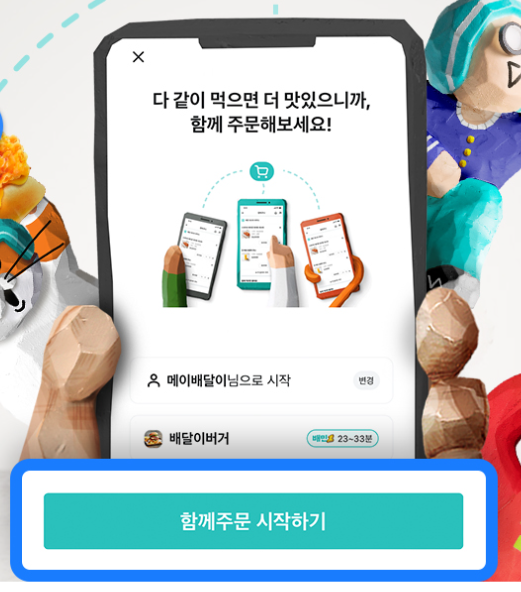 다 같이 먹으면 더 맛있으니까,
함께 주문해보세요!
메이배달이님으로 시작
변경
배달이버거
배민 23~33분
함께주문 시작하기